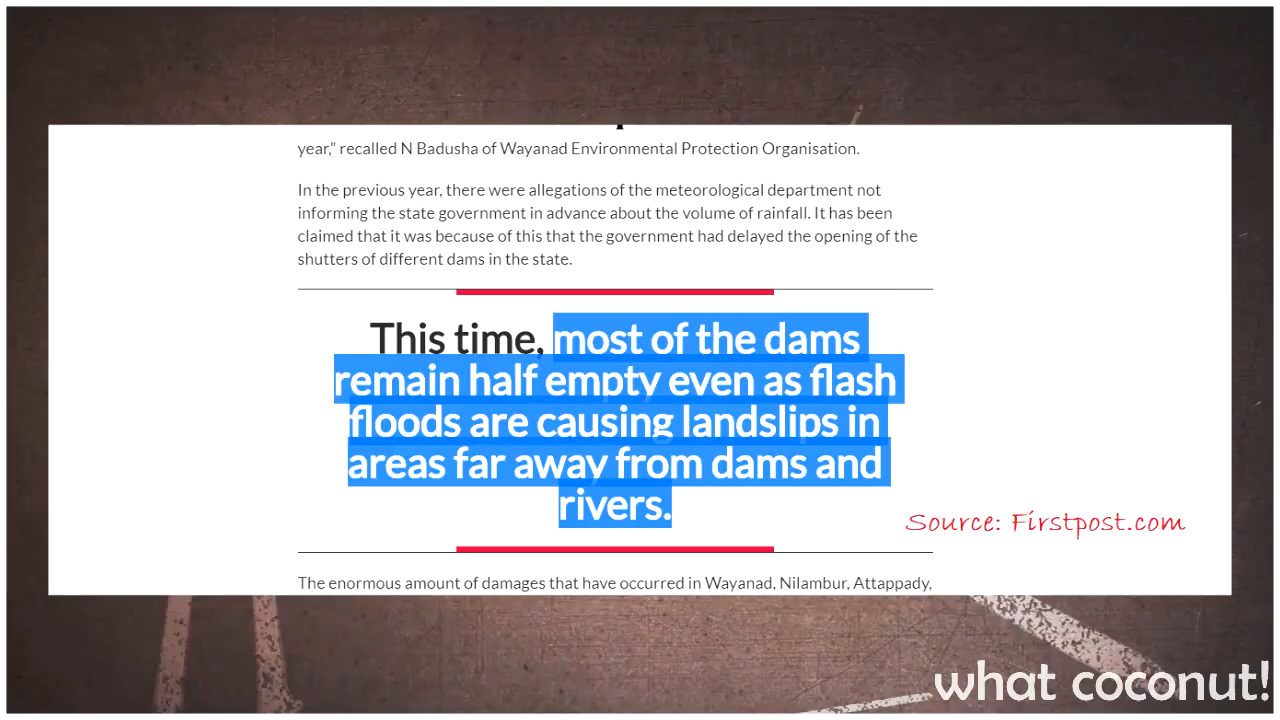 year,” recalled N Badusha of Wayanad Environmental Protection Organisation.
In the previous year, there were allegations of the meteorological department not
informing the state government in advance about the volume of rainfall. It has been
claimed that it was because of this that the government had delayed the opening of the
shutters of different dams in the state.
This time, most of the dams
remain half empty even as flash
floods are causing landslips in
areas far away from dams and
rivers.
Source: Firstpost.com
The enormous amount of damages that have occurred in Wayanad, Nilambur, Attappady,
what coconut!